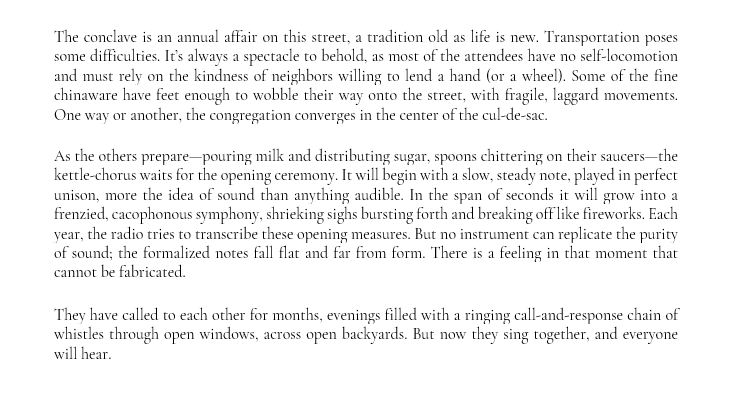 The conclave is an annual affair on this street, a tradition old as life is new. Transportation poses
some difficulties. It's always a spectacle to behold, as most of the attendees have no self-locomotion
and must rely on the kindness of neighbors willing to lend a hand (or a wheel). Some of the fine
chinaware have feet enough to wobble their way onto the street, with fragile, laggard movements.
One way or another, the congregation converges in the center of the cul-de-sac.
As the others prepare—pouring milk and distributing sugar, spoons chittering on their saucers—the
kettle-chorus waits for the opening ceremony. It will begin with a slow, steady note, played in perfect
unison, more the idea of sound than anything audible. In the span of seconds it will grow into a
frenzied, cacophonous symphony, shrieking sighs bursting forth and breaking off like fireworks. Each
year, the radio tries to transcribe these opening measures. But no instrument can replicate the purity
of sound; the formalized notes fall flat and far from form. There is a feeling in that moment that
cannot be fabricated.
They have called to each other for months, evenings filled with a ringing call-and-response chain of
whistles through open windows, across open backyards. But now they sing together, and everyone
will hear.